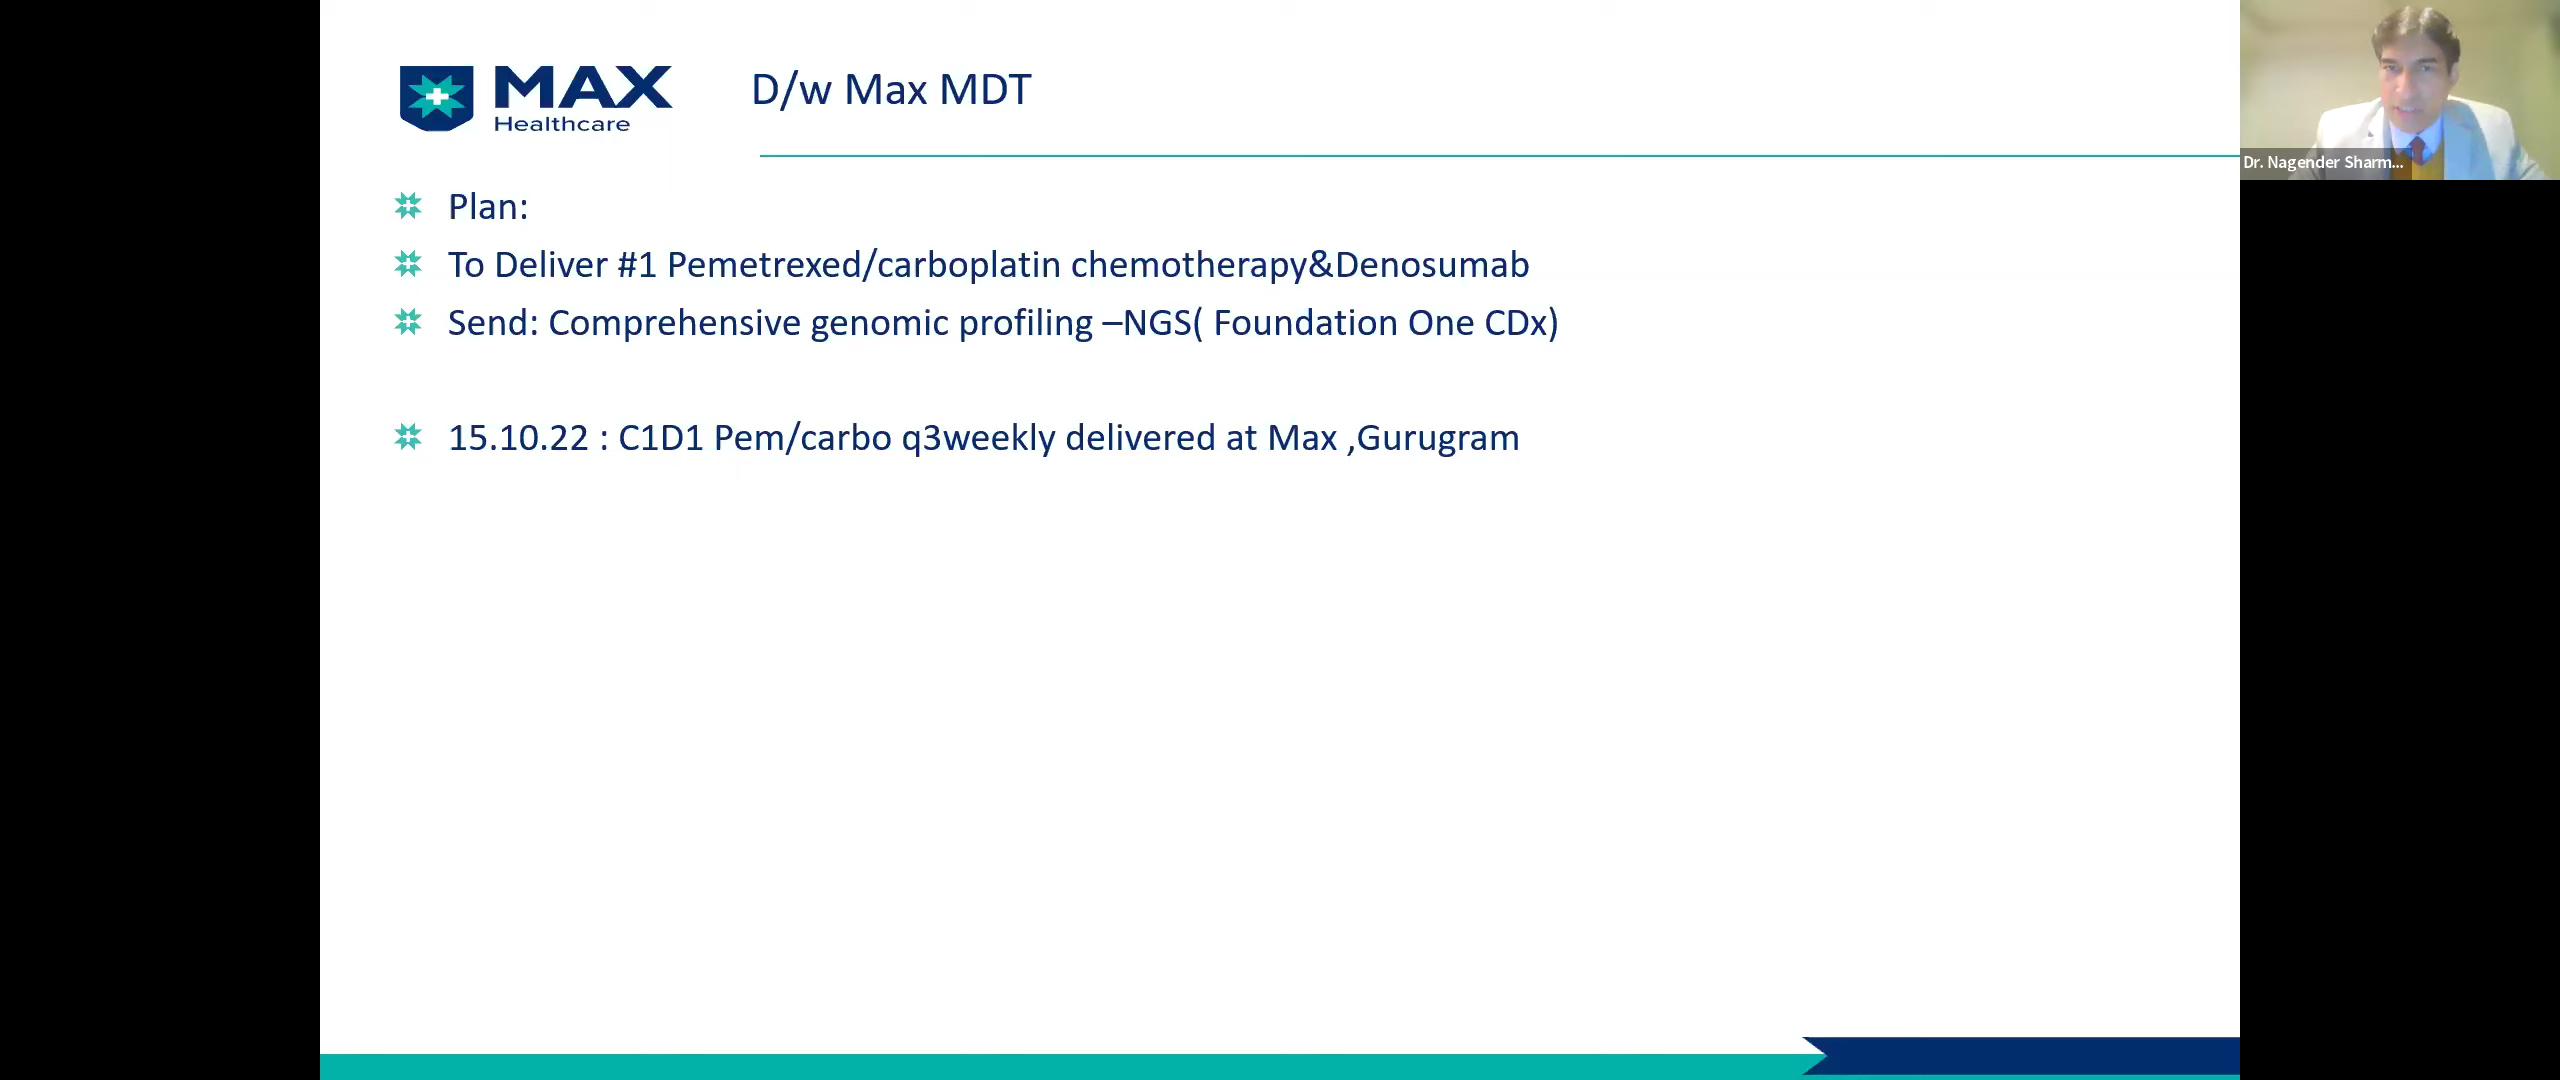 MAX
Healthcare
D/w Max MDT
Dr. Nagender Sharm...
Plan:
To Deliver #1 Pemetrexed/carboplatin chemotherapy&Denosumab
Send: Comprehensive genomic profiling –NGS( Foundation One CDx)
15.10.22 : C1D1 Pem/carbo q3weekly delivered at Max ,Gurugram